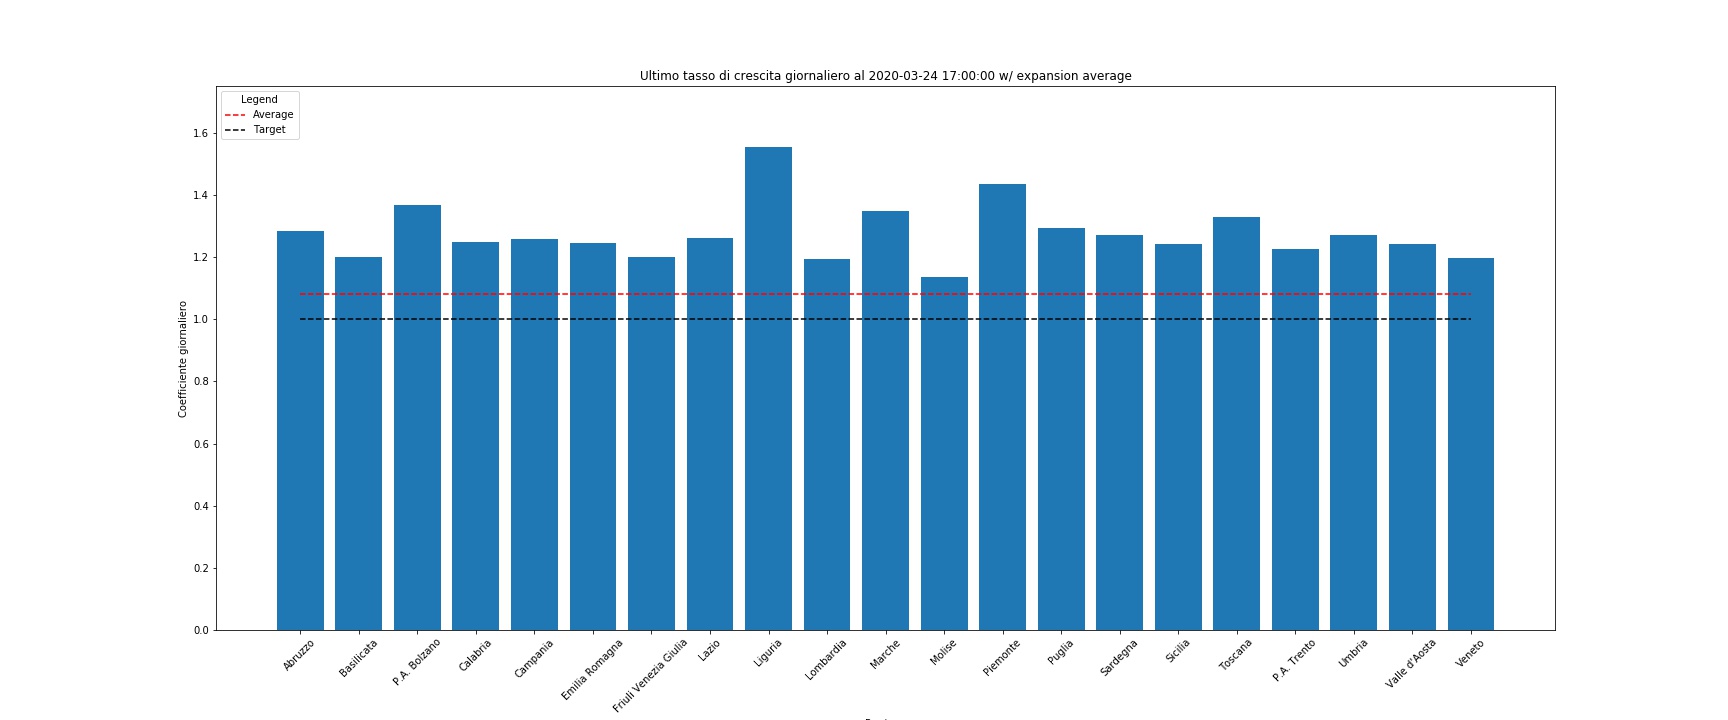 Ultimo tasso di crescita giornaliero al 2020-03-24 17:00:00 w/ expansion average
Legend
Average
Target
Coefficiente giornaliero
1.6
1.4
1.2
1.0
0.8
0.6
0.4
0.2
0.0
Abruzzo
Basilicata
P.A. Bolzano
Calabria
Campania
Emilia Romagna
Friuli Venezia Giulia
Lazio
Liguria
Lombardia
Marche
Molise
Piemonte
Puglia
Sardegna
Sicilia
Toscana
P.A. Trento
Umbria
Valle d'Aosta
Veneto